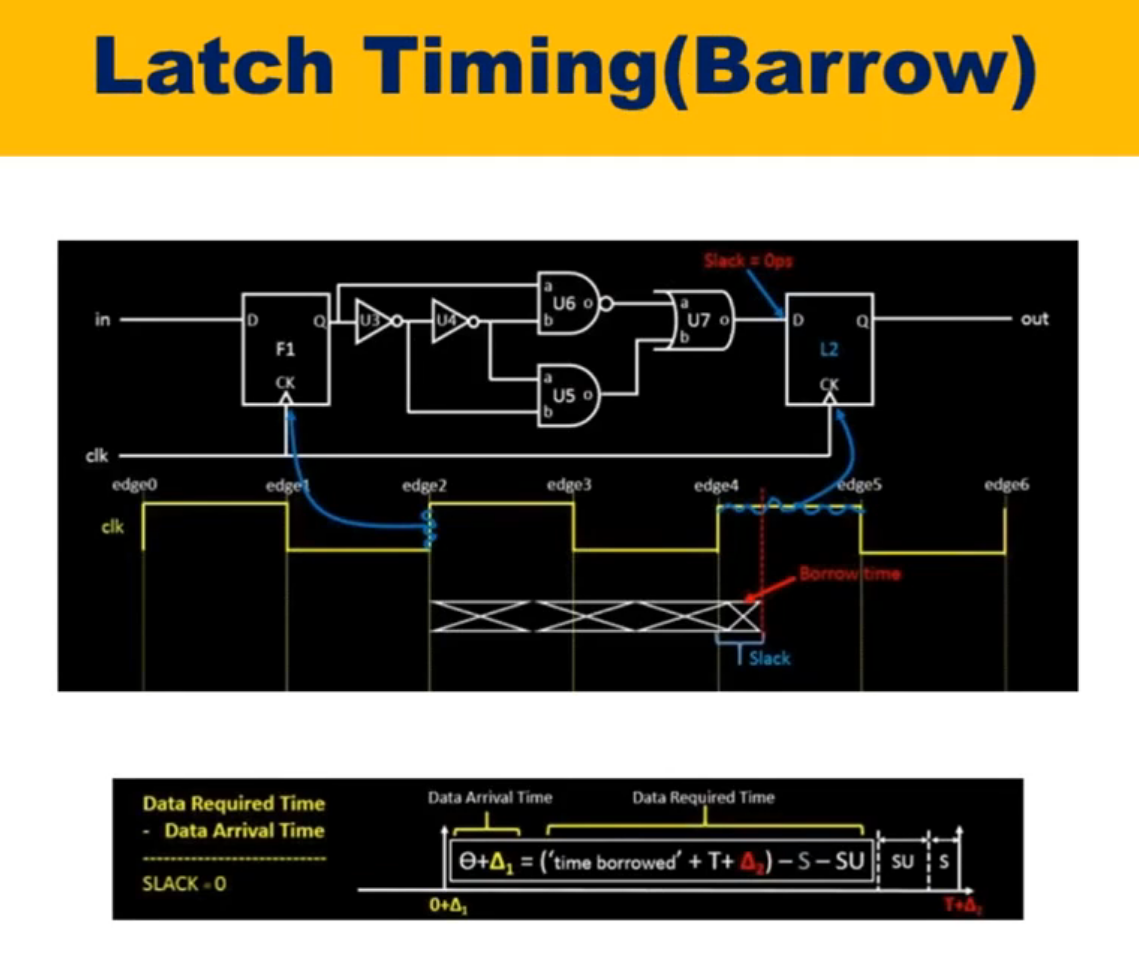 Latch Timing(Barrow)
Slack = 0ps
in
D
Q
F1
CK
U3
U4
a
U6
o
b
a
U5
o
b
a
U7
o
b
D
Q
L2
CK
out
clk
edge0
edge1
edge2
edge3
edge4
edge5
edge6
clk
Borrow time
Slack
Data Required Time
- Data Arrival Time
SLACK = 0
Data Arrival Time
Data Required Time
Θ+Δ₁ = ('time borrowed' + T+ Δ₂) – S – SU
SU
S
0+Δ₁
T+Δ₂